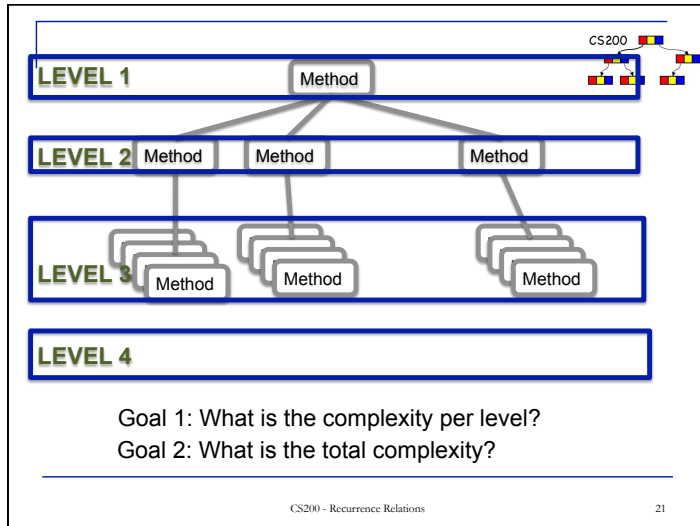 CS200
LEVEL 1
Method
LEVEL 2 Method Method Method
LEVEL 3
Method Method Method
LEVEL 4
Goal 1: What is the complexity per level?
Goal 2: What is the total complexity?
CS200 - Recurrence Relations 21